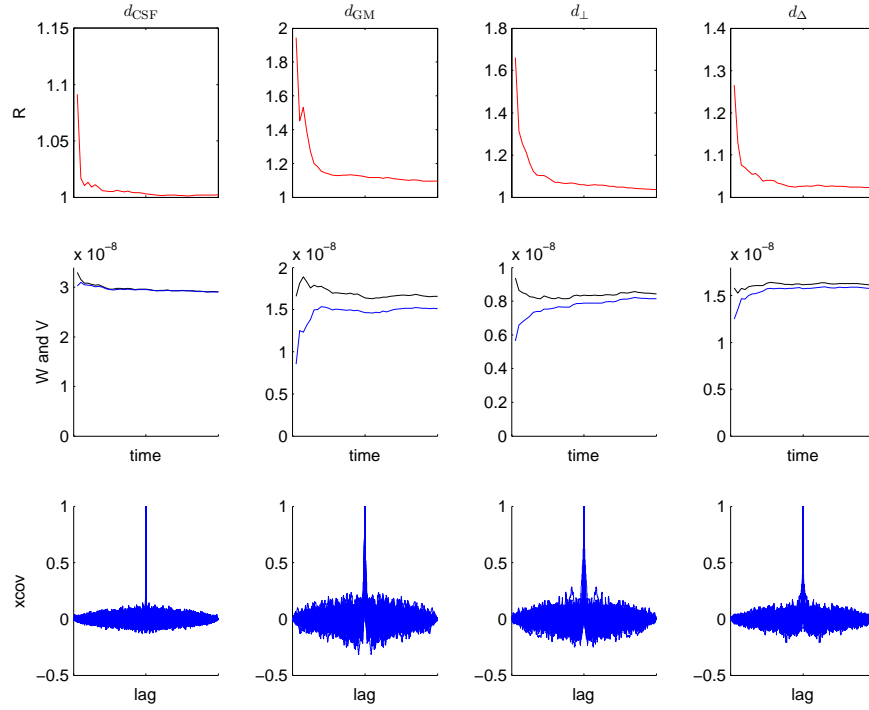 d_CSF d_GM d_⊥ d_Δ
R
1.15 2 1.8 1.4
1.8 1.6 1.3
1.1 1.6 1.4 1.2
1.05 1.4 1.2 1.1
1.2
1 1 1 1
W and V
x 10^−8 x 10^−8 x 10^−8 x 10^−8
3 2 1 1.5
2 1.5 0.8 1
1 1 0.6 0.5
0.5 0.4
0.2
0 0 0 0
time time time time
xcov
1 1 1 1
0.5 0.5 0.5 0.5
0 0 0 0
−0.5 −0.5 −0.5 −0.5
lag lag lag lag